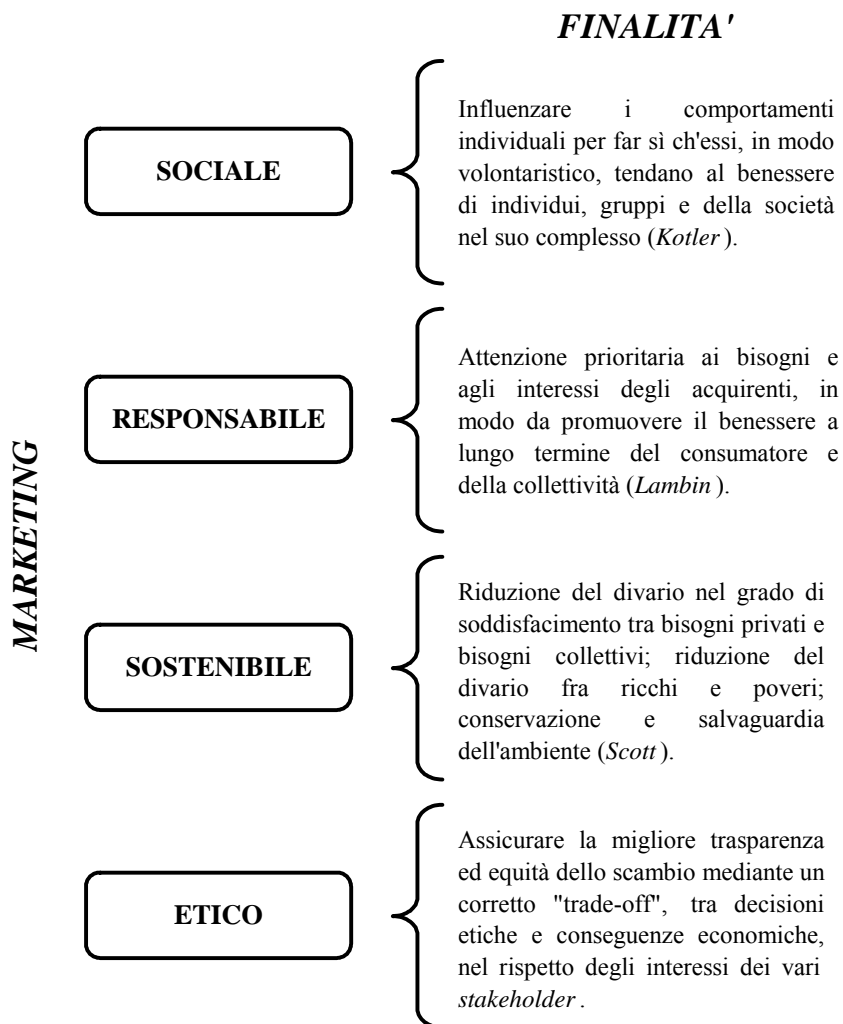 FINALITA'
MARKETING
SOCIALE
Influenzare i comportamenti
individuali per far sì ch'essi, in modo
volontaristico, tendano al benessere
di individui, gruppi e della società
nel suo complesso (Kotler).
RESPONSABILE
Attenzione prioritaria ai bisogni e
agli interessi degli acquirenti, in
modo da promuovere il benessere a
lungo termine del consumatore e
della collettività (Lambin).
SOSTENIBILE
Riduzione del divario nel grado di
soddisfacimento tra bisogni privati e
bisogni collettivi; riduzione del
divario fra ricchi e poveri;
conservazione e salvaguardia
dell'ambiente (Scott).
ETICO
Assicurare la migliore trasparenza
ed equità dello scambio mediante un
corretto "trade-off", tra decisioni
etiche e conseguenze economiche,
nel rispetto degli interessi dei vari
stakeholder.